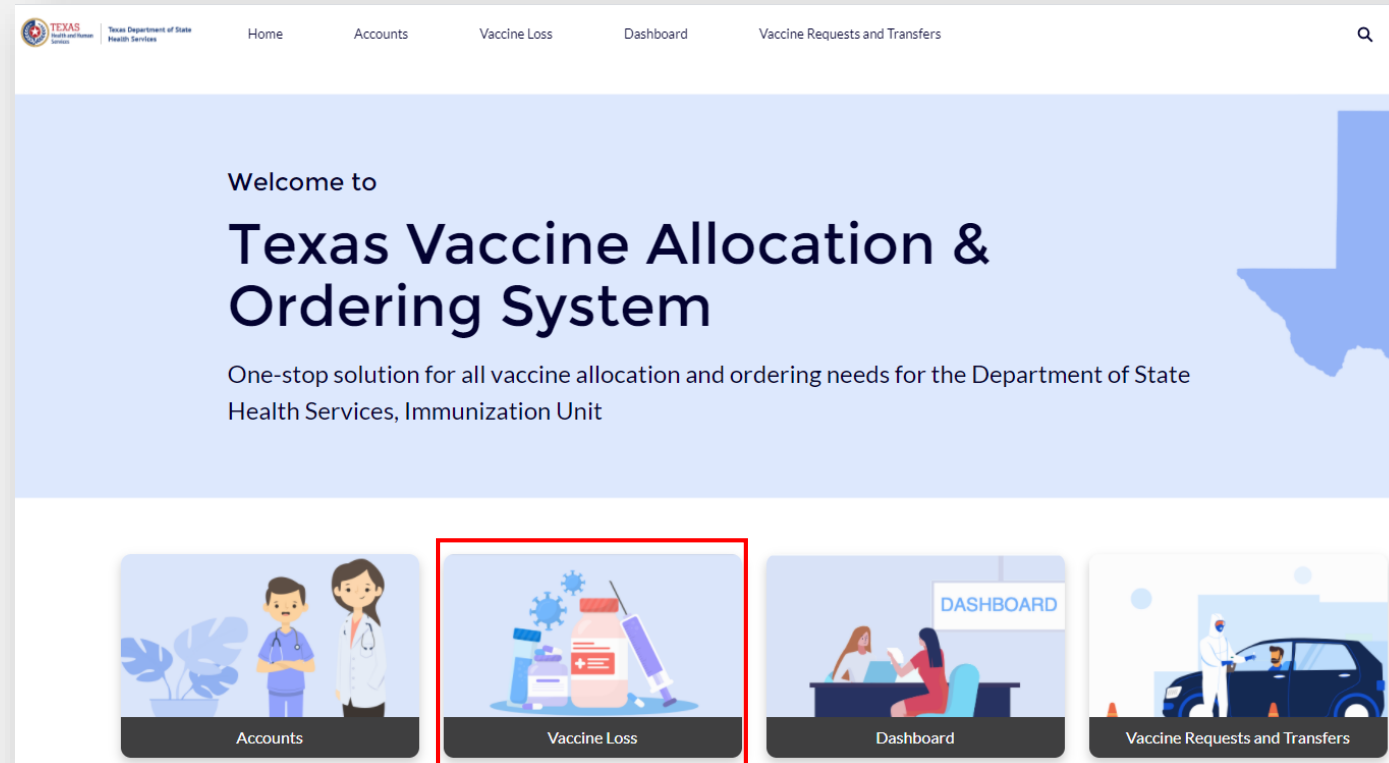 TEXAS
Health and Human
Services
Texas Department of State
Health Services
Home
Accounts
Vaccine Loss
Dashboard
Vaccine Requests and Transfers
Welcome to
Texas Vaccine Allocation &
Ordering System
One-stop solution for all vaccine allocation and ordering needs for the Department of State
Health Services, Immunization Unit
DASHBOARD
Accounts
Vaccine Loss
Dashboard
Vaccine Requests and Transfers